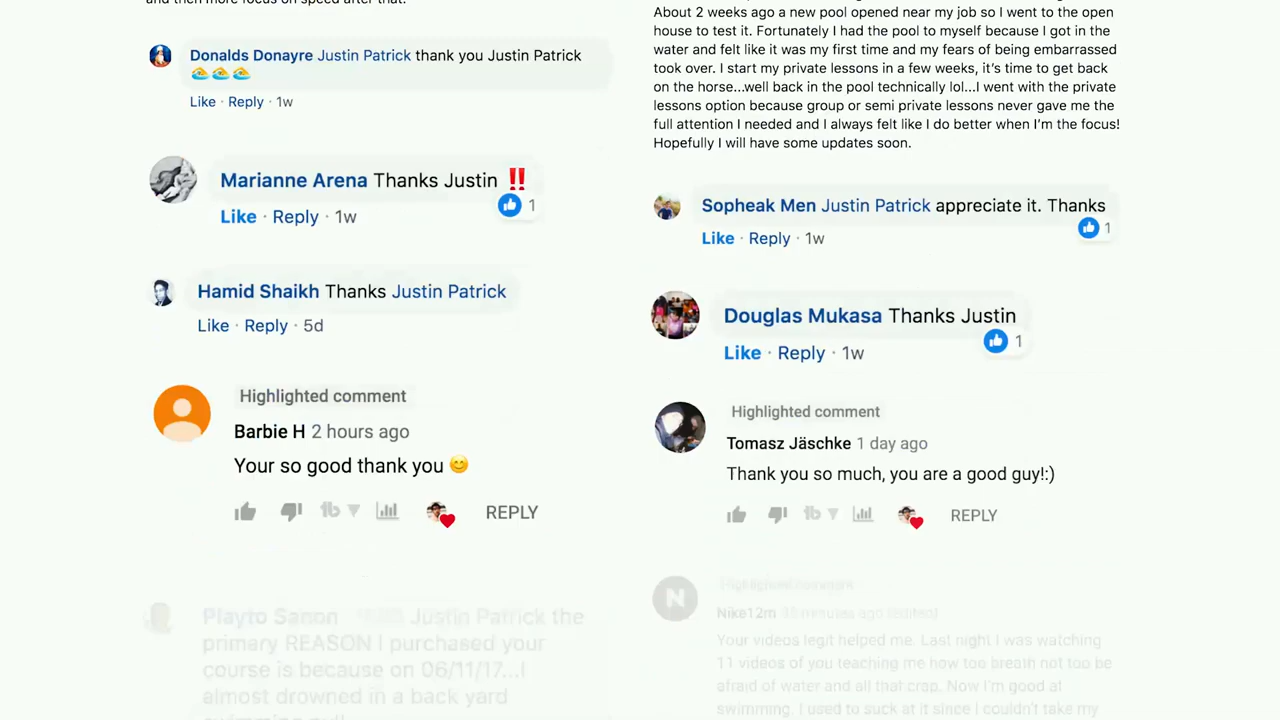 and then more focus on speed after that.
Donalds Donayre Justin Patrick thank you Justin Patrick
Like · Reply · 1w
Marianne Arena Thanks Justin ‼️
1
Like · Reply · 1w
Hamid Shaikh Thanks Justin Patrick
Like · Reply · 5d
Highlighted comment
Barbie H 2 hours ago
Your so good thank you 😊
REPLY
Playto Sanon Justin Patrick the
primary REASON I purchased your
course is because on 06/11/17...I
almost drowned in a back yard
About 2 weeks ago a new pool opened near my job so I went to the open
house to test it. Fortunately I had the pool to myself because I got in the
water and felt like it was my first time and my fears of being embarrassed
took over. I start my private lessons in a few weeks, it's time to get back
on the horse...well back in the pool technically lol...I went with the private
lessons option because group or semi private lessons never gave me the
full attention I needed and I always felt like I do better when I'm the focus!
Hopefully I will have some updates soon.
Sopheak Men Justin Patrick appreciate it. Thanks
1
Like · Reply · 1w
Douglas Mukasa Thanks Justin
1
Like · Reply · 1w
Highlighted comment
Tomasz Jäschke 1 day ago
Thank you so much, you are a good guy!:)
REPLY
N
Highlighted comment
Nike12m minutes ago (edited)
Your videos legit helped me. Last night I was watching
11 videos of you teaching me how too breath not too be
afraid of water and all that crap. Now I'm good at
swimming. I used to suck at it since I couldn't take my